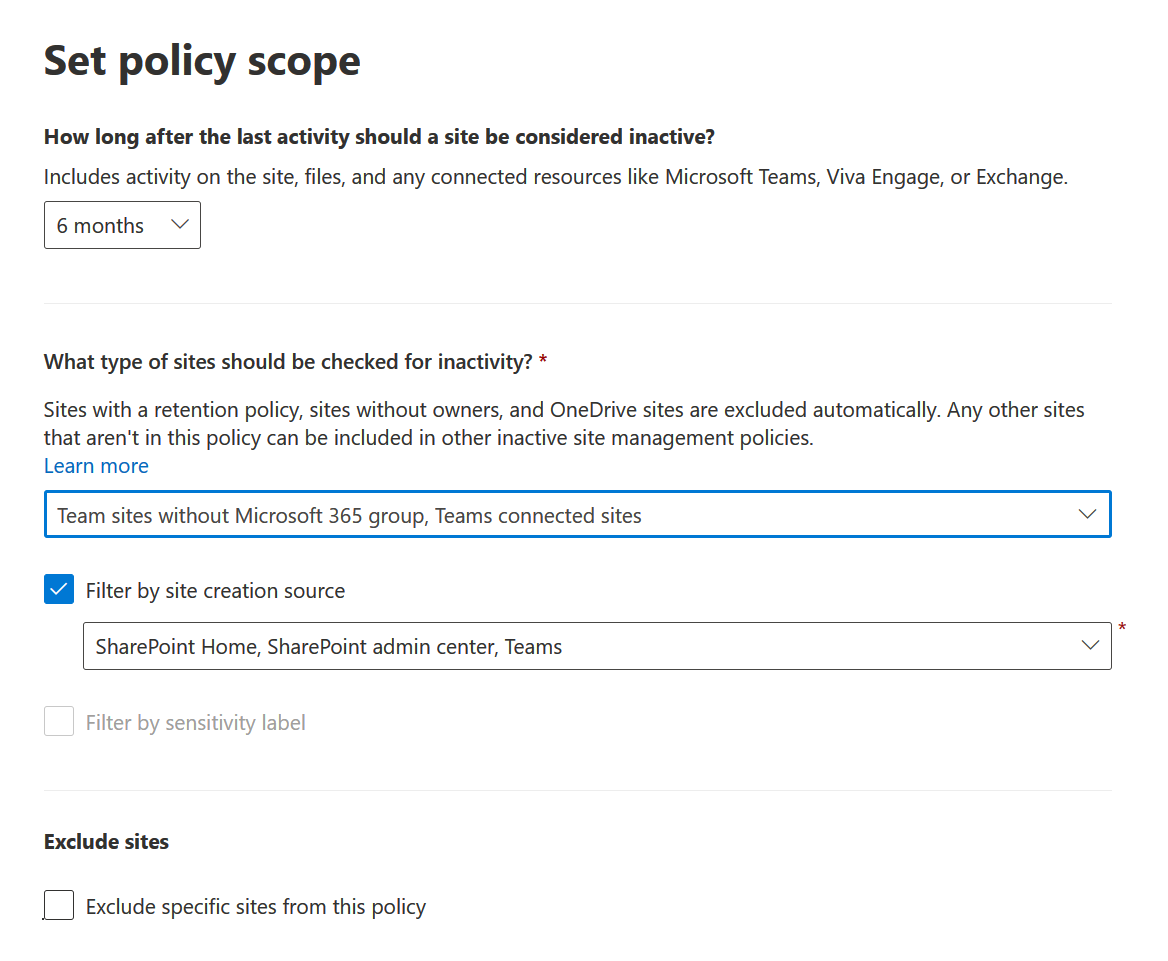 Set policy scope
How long after the last activity should a site be considered inactive?
Includes activity on the site, files, and any connected resources like Microsoft Teams, Viva Engage, or Exchange.
6 months
What type of sites should be checked for inactivity? *
Sites with a retention policy, sites without owners, and OneDrive sites are excluded automatically. Any other sites
that aren't in this policy can be included in other inactive site management policies.
Learn more
Team sites without Microsoft 365 group, Teams connected sites
Filter by site creation source
SharePoint Home, SharePoint admin center, Teams *
Filter by sensitivity label
Exclude sites
Exclude specific sites from this policy